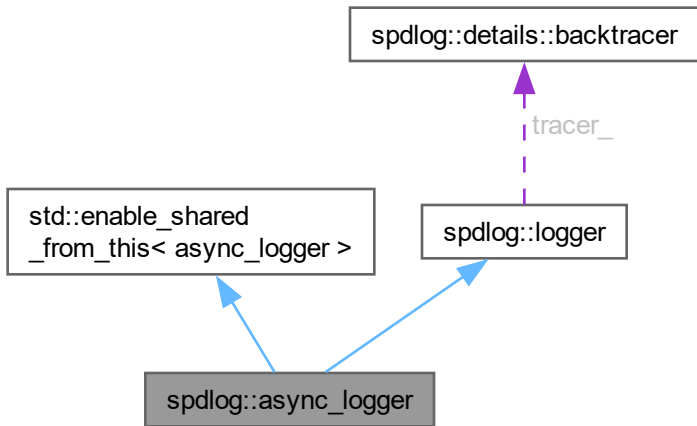 spdlog::details::backtracer
tracer_
std::enable_shared
_from_this< async_logger >
spdlog::logger
spdlog::async_logger